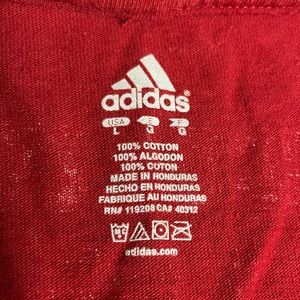 adidas
USA E F
L G G
100% COTTON
100% ALGODON
100% COTON
MADE IN HONDURAS
HECHO EN HONDURAS
FABRIQUE AU HONDURAS
RN# 119208 CA# 40312
adidas.com